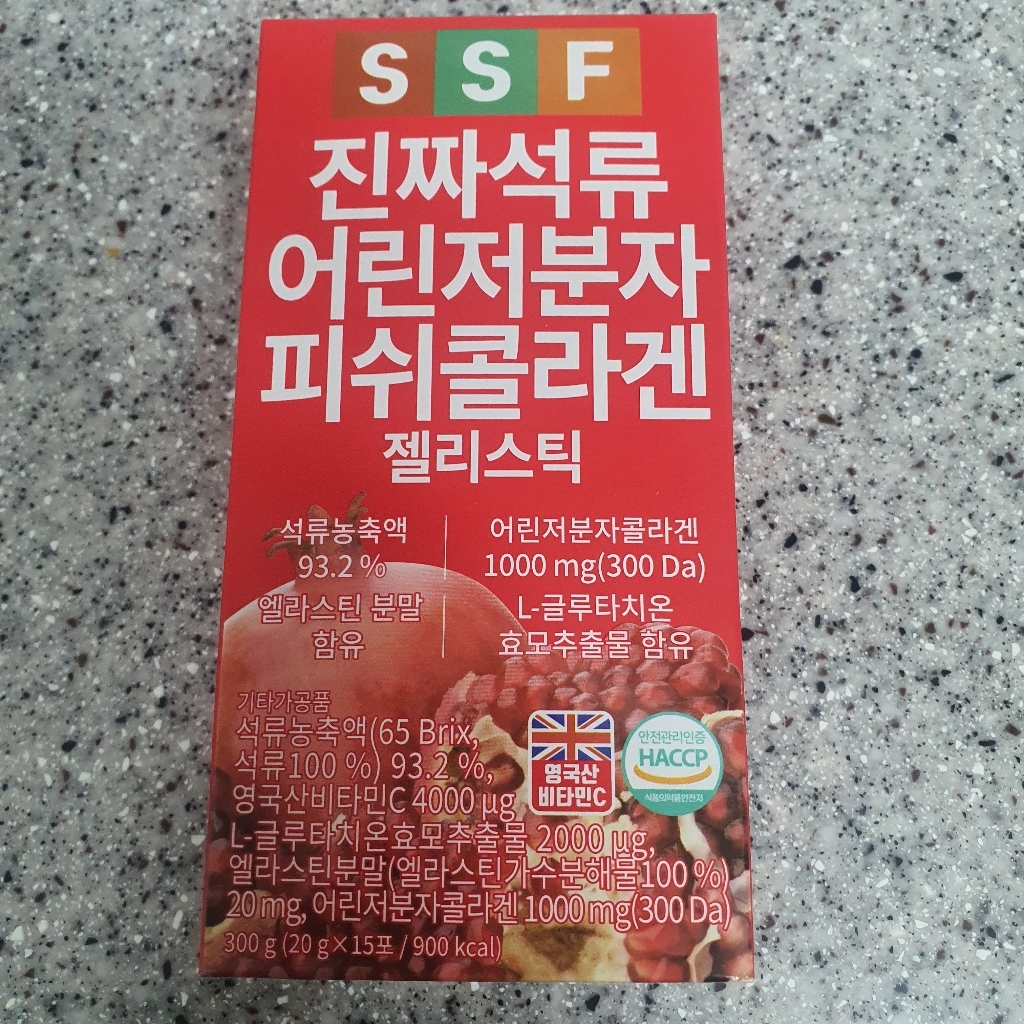 SSF
진짜석류
어린저분자
피쉬콜라겐
젤리스틱
석류농축액
93.2 %
엘라스틴 분말
함유
어린저분자콜라겐
1000 mg(300 Da)
L-글루타치온
효모추출물 함유
기타가공품
석류농축액(65 Brix,
석류100 %) 93.2 %,
영국산비타민C 4000 μg
L-글루타치온효모추출물 2000 μg,
엘라스틴분말(엘라스틴가수분해물100 %)
20 mg, 어린저분자콜라겐 1000 mg(300 Da)
300 g (20 g×15포 / 900 kcal)
영국산
비타민C
안전관리인증
HACCP
식품의약품안전처